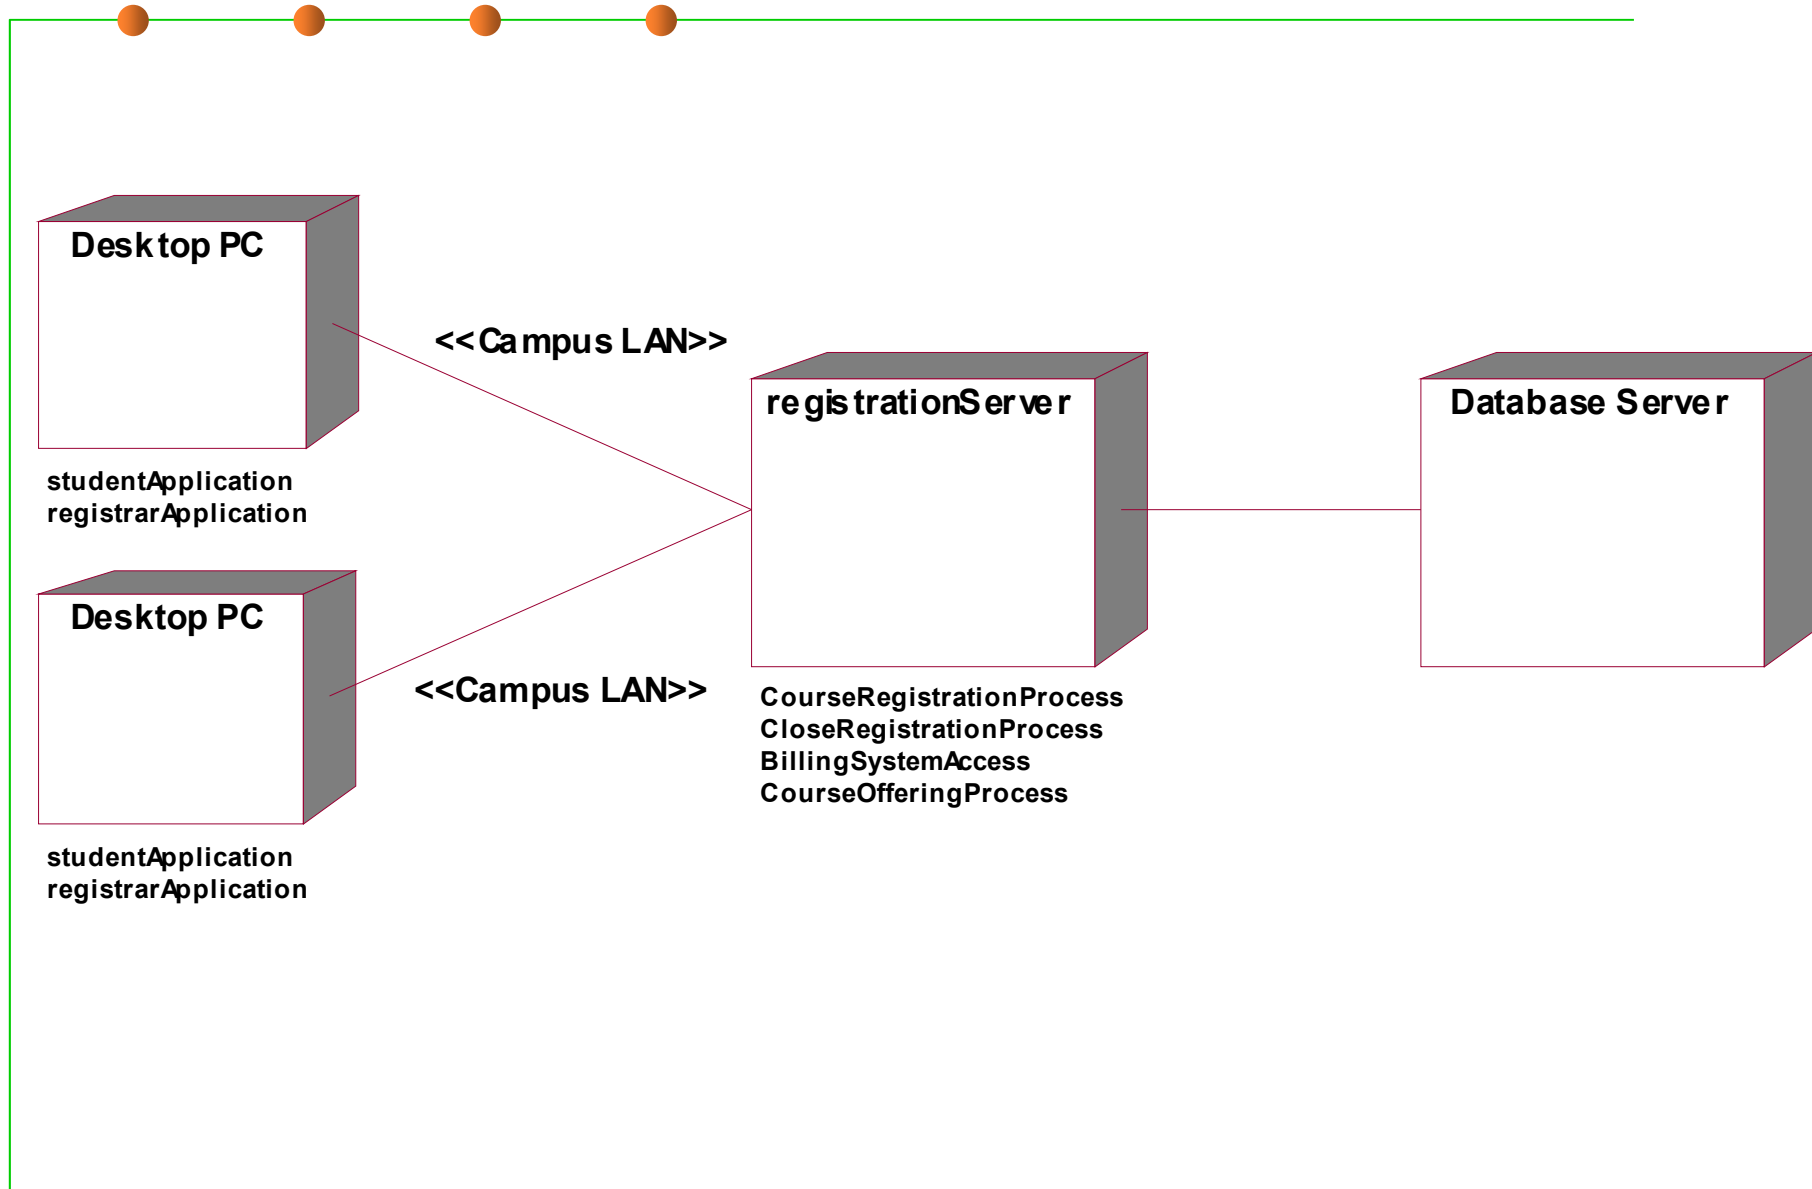 Desktop PC
<<Campus LAN>>
registrationServer
Database Server
studentApplication
registrarApplication
Desktop PC
<<Campus LAN>>
CourseRegistrationProcess
CloseRegistrationProcess
BillingSystemAccess
CourseOfferingProcess
studentApplication
registrarApplication